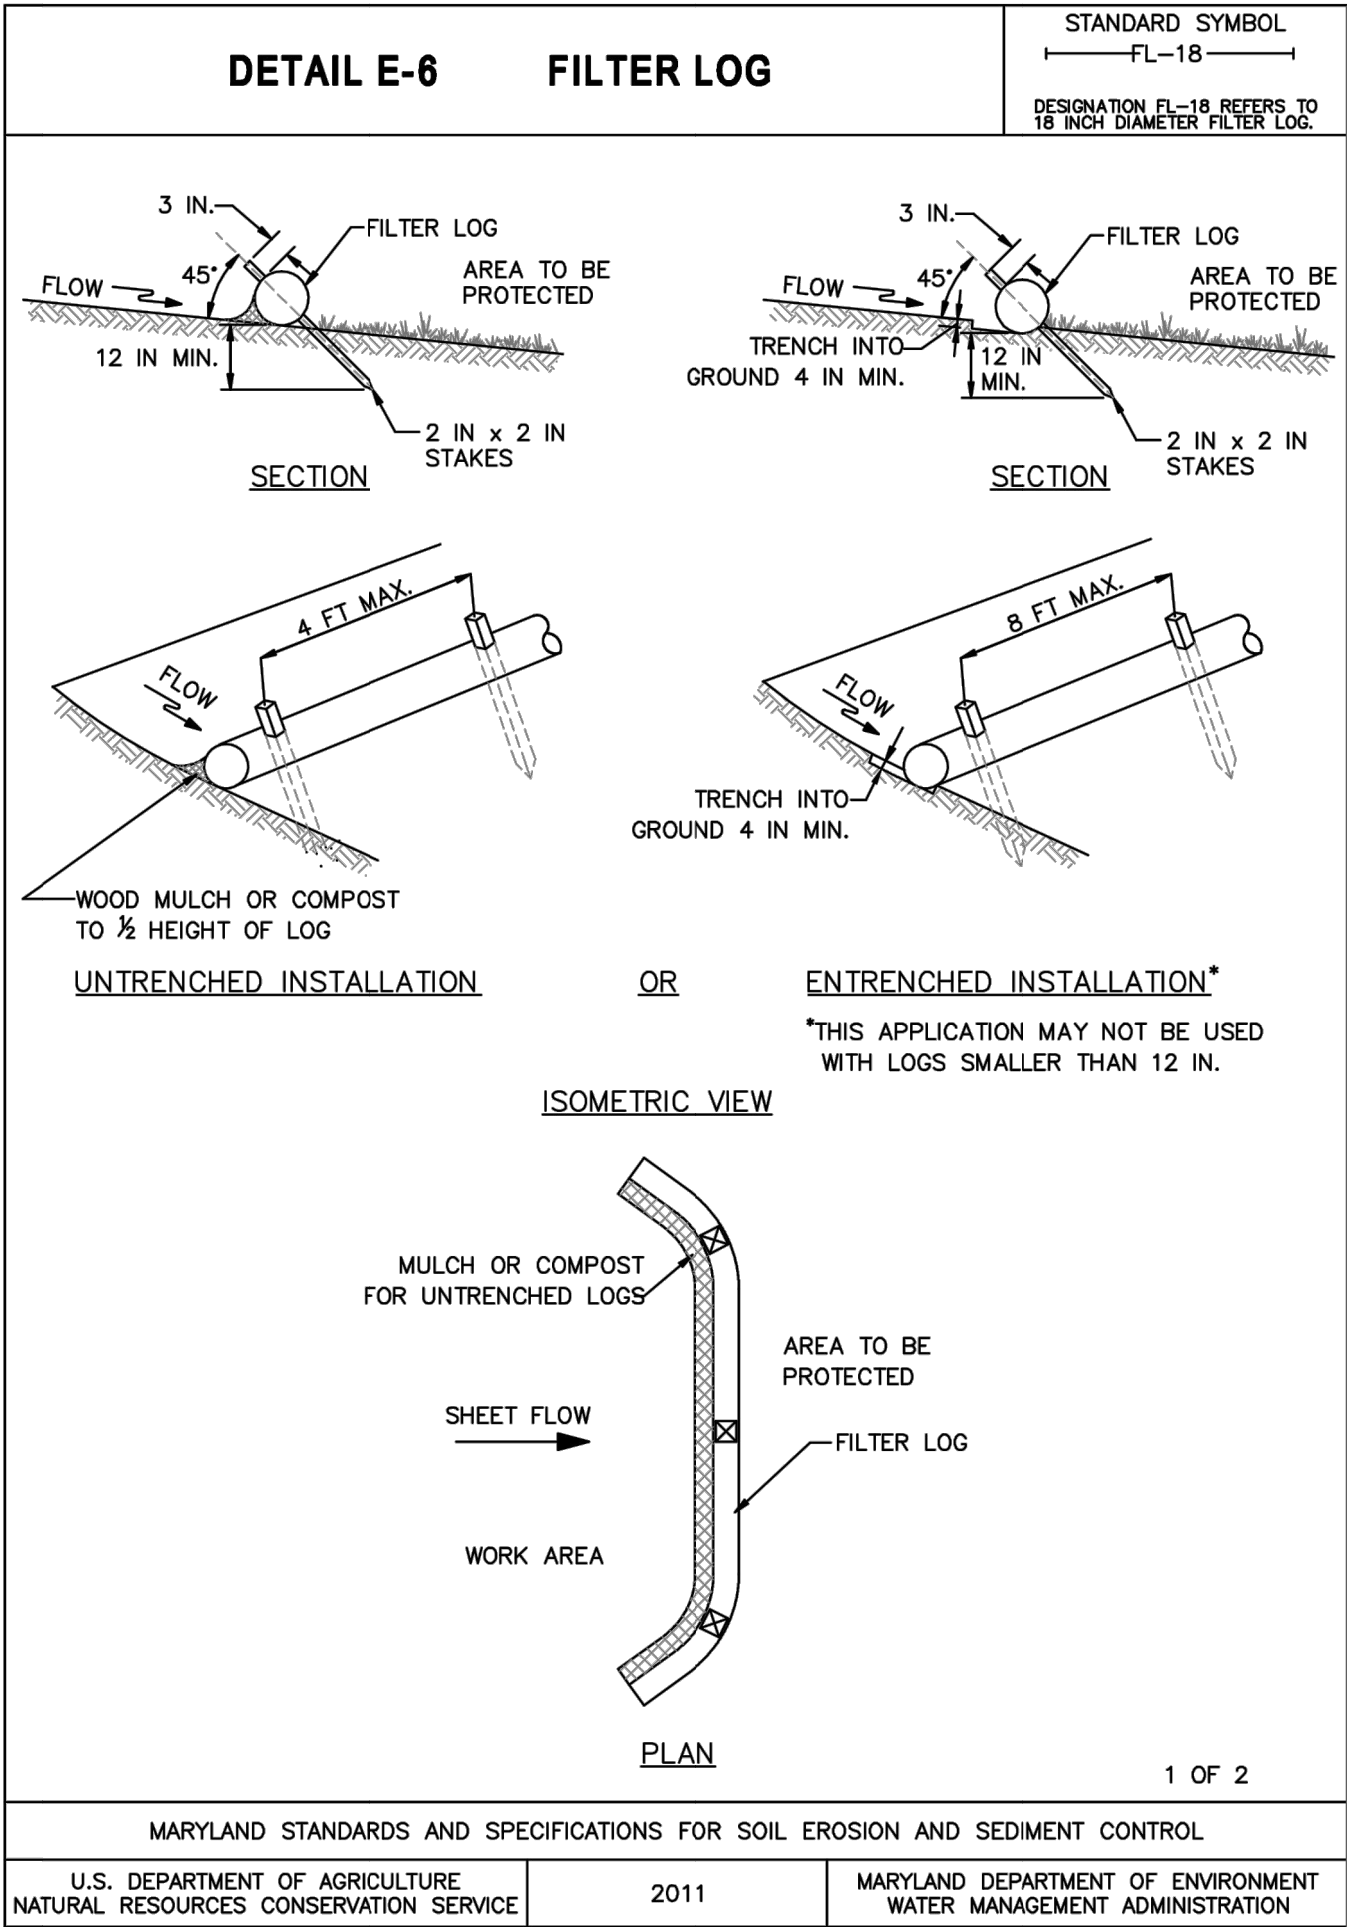 DETAIL E-6 FILTER LOG
STANDARD SYMBOL
FL-18
DESIGNATION FL-18 REFERS TO
18 INCH DIAMETER FILTER LOG.
3 IN.
FILTER LOG
45°
FLOW
AREA TO BE
PROTECTED
12 IN MIN.
2 IN x 2 IN
STAKES
SECTION
3 IN.
FILTER LOG
45°
FLOW
AREA TO BE
PROTECTED
TRENCH INTO
GROUND 4 IN MIN.
12 IN
MIN.
2 IN x 2 IN
STAKES
SECTION
4 FT MAX.
FLOW
WOOD MULCH OR COMPOST
TO ½ HEIGHT OF LOG
8 FT MAX.
FLOW
TRENCH INTO
GROUND 4 IN MIN.
UNTRENCHED INSTALLATION
OR
ENTRENCHED INSTALLATION*
*THIS APPLICATION MAY NOT BE USED
WITH LOGS SMALLER THAN 12 IN.
ISOMETRIC VIEW
MULCH OR COMPOST
FOR UNTRENCHED LOGS
AREA TO BE
PROTECTED
SHEET FLOW
FILTER LOG
WORK AREA
PLAN
1 OF 2
MARYLAND STANDARDS AND SPECIFICATIONS FOR SOIL EROSION AND SEDIMENT CONTROL
U.S. DEPARTMENT OF AGRICULTURE
NATURAL RESOURCES CONSERVATION SERVICE
2011
MARYLAND DEPARTMENT OF ENVIRONMENT
WATER MANAGEMENT ADMINISTRATION